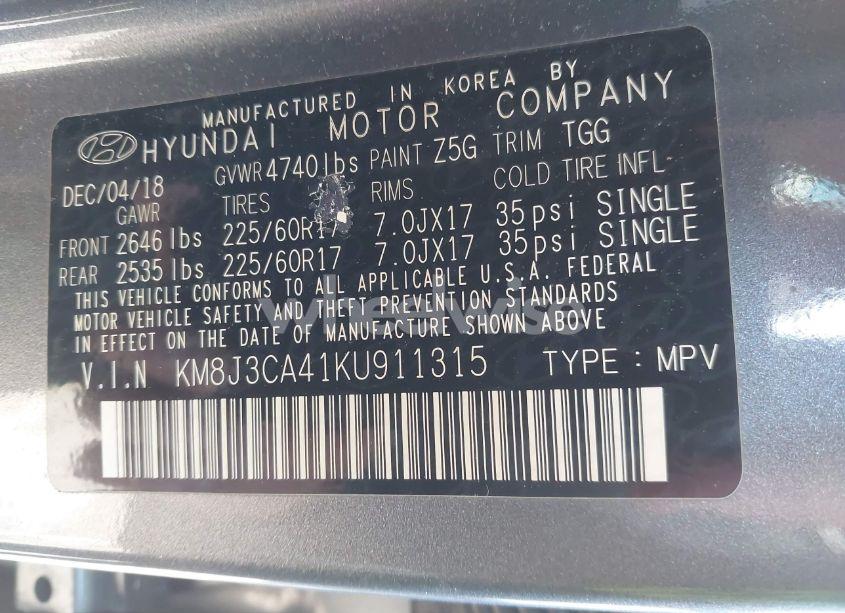 MANUFACTURED IN KOREA BY
HYUNDAI MOTOR COMPANY
DEC/04/18 GVWR 4740 lbs PAINT Z5G TRIM TGG
GAWR TIRES RIMS COLD TIRE INFL
FRONT 2646 lbs 225/60R17 7.0JX17 35psi SINGLE
REAR 2535 lbs 225/60R17 7.0JX17 35psi SINGLE
THIS VEHICLE CONFORMS TO ALL APPLICABLE U.S.A. FEDERAL
MOTOR VEHICLE SAFETY AND THEFT PREVENTION STANDARDS
IN EFFECT ON THE DATE OF MANUFACTURE SHOWN ABOVE
V.I.N KM8J3CA41KU911315 TYPE : MPV